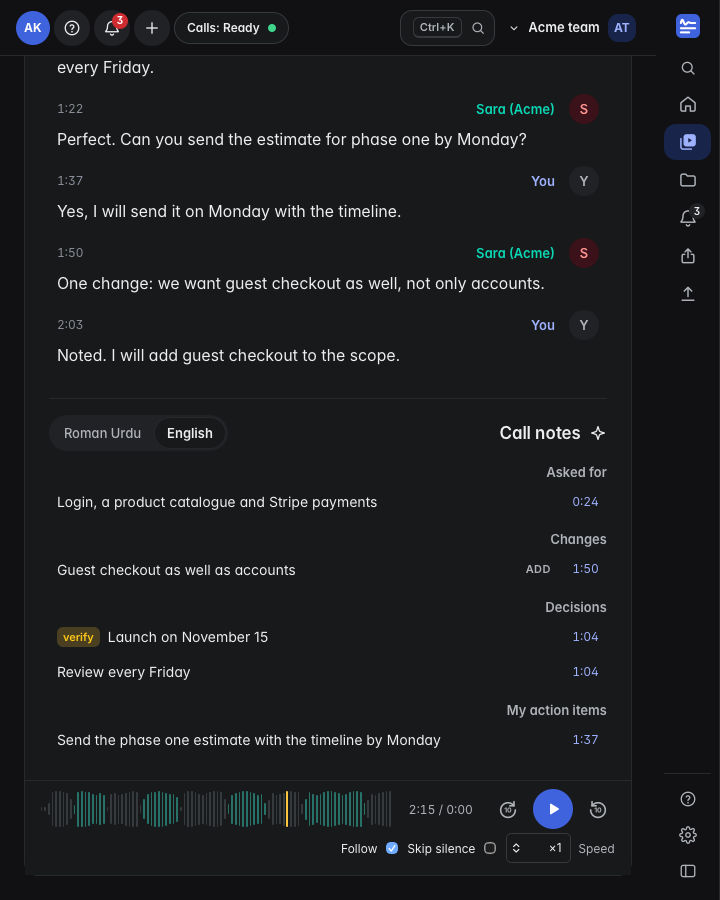 AK
3
Calls: Ready
Ctrl+K
Acme team
AT
every Friday.
1:22
Sara (Acme)
S
Perfect. Can you send the estimate for phase one by Monday?
1:37
You
Y
Yes, I will send it on Monday with the timeline.
1:50
Sara (Acme)
S
One change: we want guest checkout as well, not only accounts.
2:03
You
Y
Noted. I will add guest checkout to the scope.
Roman Urdu
English
Call notes
Asked for
Login, a product catalogue and Stripe payments
0:24
Changes
Guest checkout as well as accounts
ADD
1:50
Decisions
verify
Launch on November 15
1:04
Review every Friday
1:04
My action items
Send the phase one estimate with the timeline by Monday
1:37
2:15 / 0:00
10
10
Follow
Skip silence
×1
Speed
3